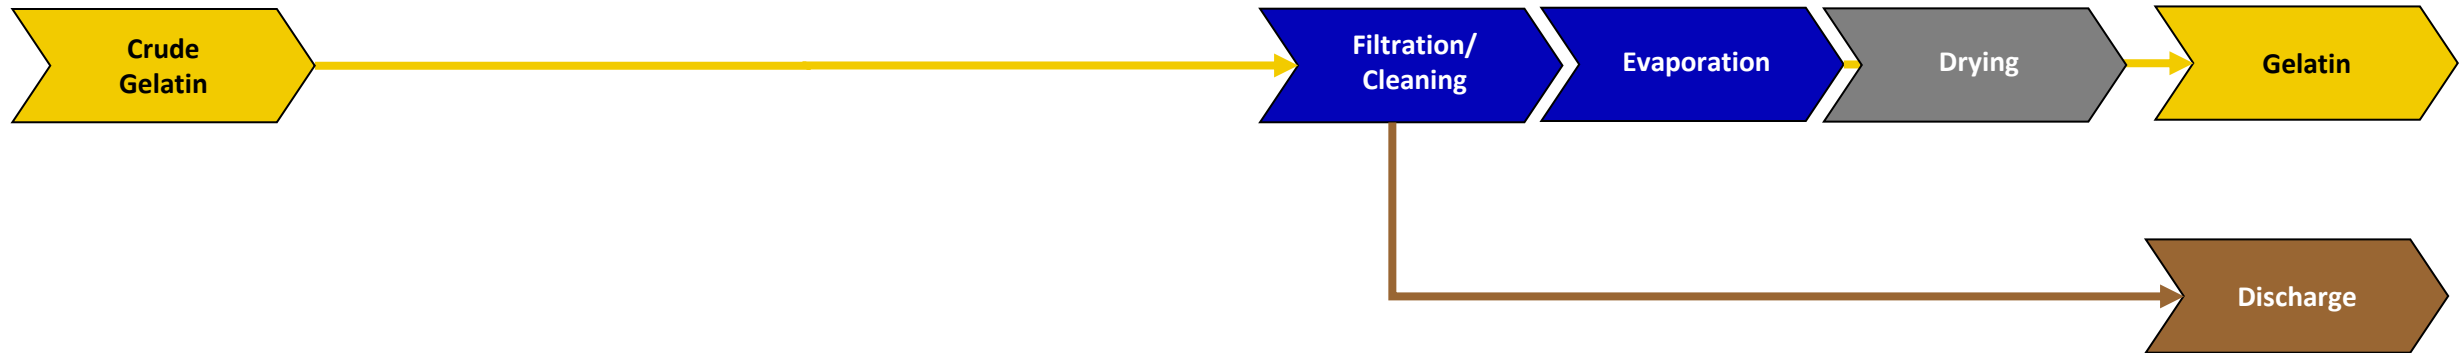 Crude
Gelatin
Filtration/
Cleaning
Evaporation
Drying
Gelatin
Discharge